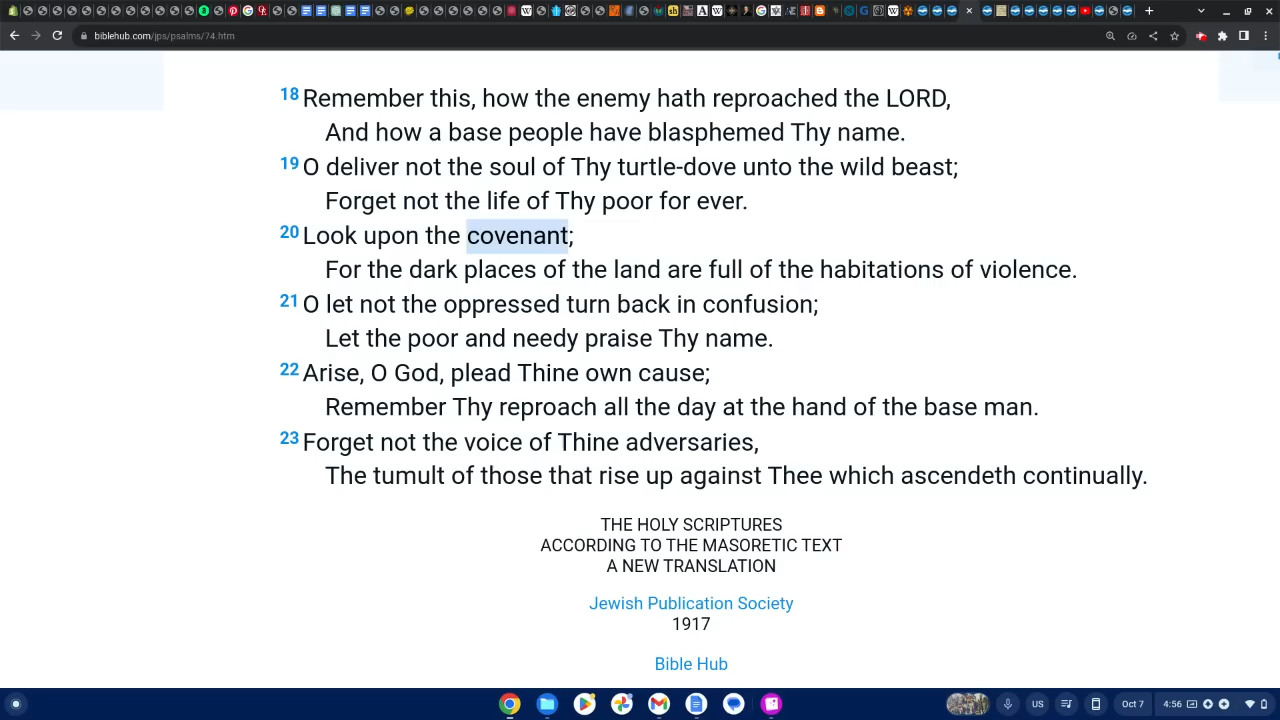 biblehub.com/jps/psalms/74.htm
18 Remember this, how the enemy hath reproached the LORD,
And how a base people have blasphemed Thy name.
19 O deliver not the soul of Thy turtle-dove unto the wild beast;
Forget not the life of Thy poor for ever.
20 Look upon the covenant;
For the dark places of the land are full of the habitations of violence.
21 O let not the oppressed turn back in confusion;
Let the poor and needy praise Thy name.
22 Arise, O God, plead Thine own cause;
Remember Thy reproach all the day at the hand of the base man.
23 Forget not the voice of Thine adversaries,
The tumult of those that rise up against Thee which ascendeth continually.
THE HOLY SCRIPTURES
ACCORDING TO THE MASORETIC TEXT
A NEW TRANSLATION
Jewish Publication Society
1917
Bible Hub
US Oct 7 4:56